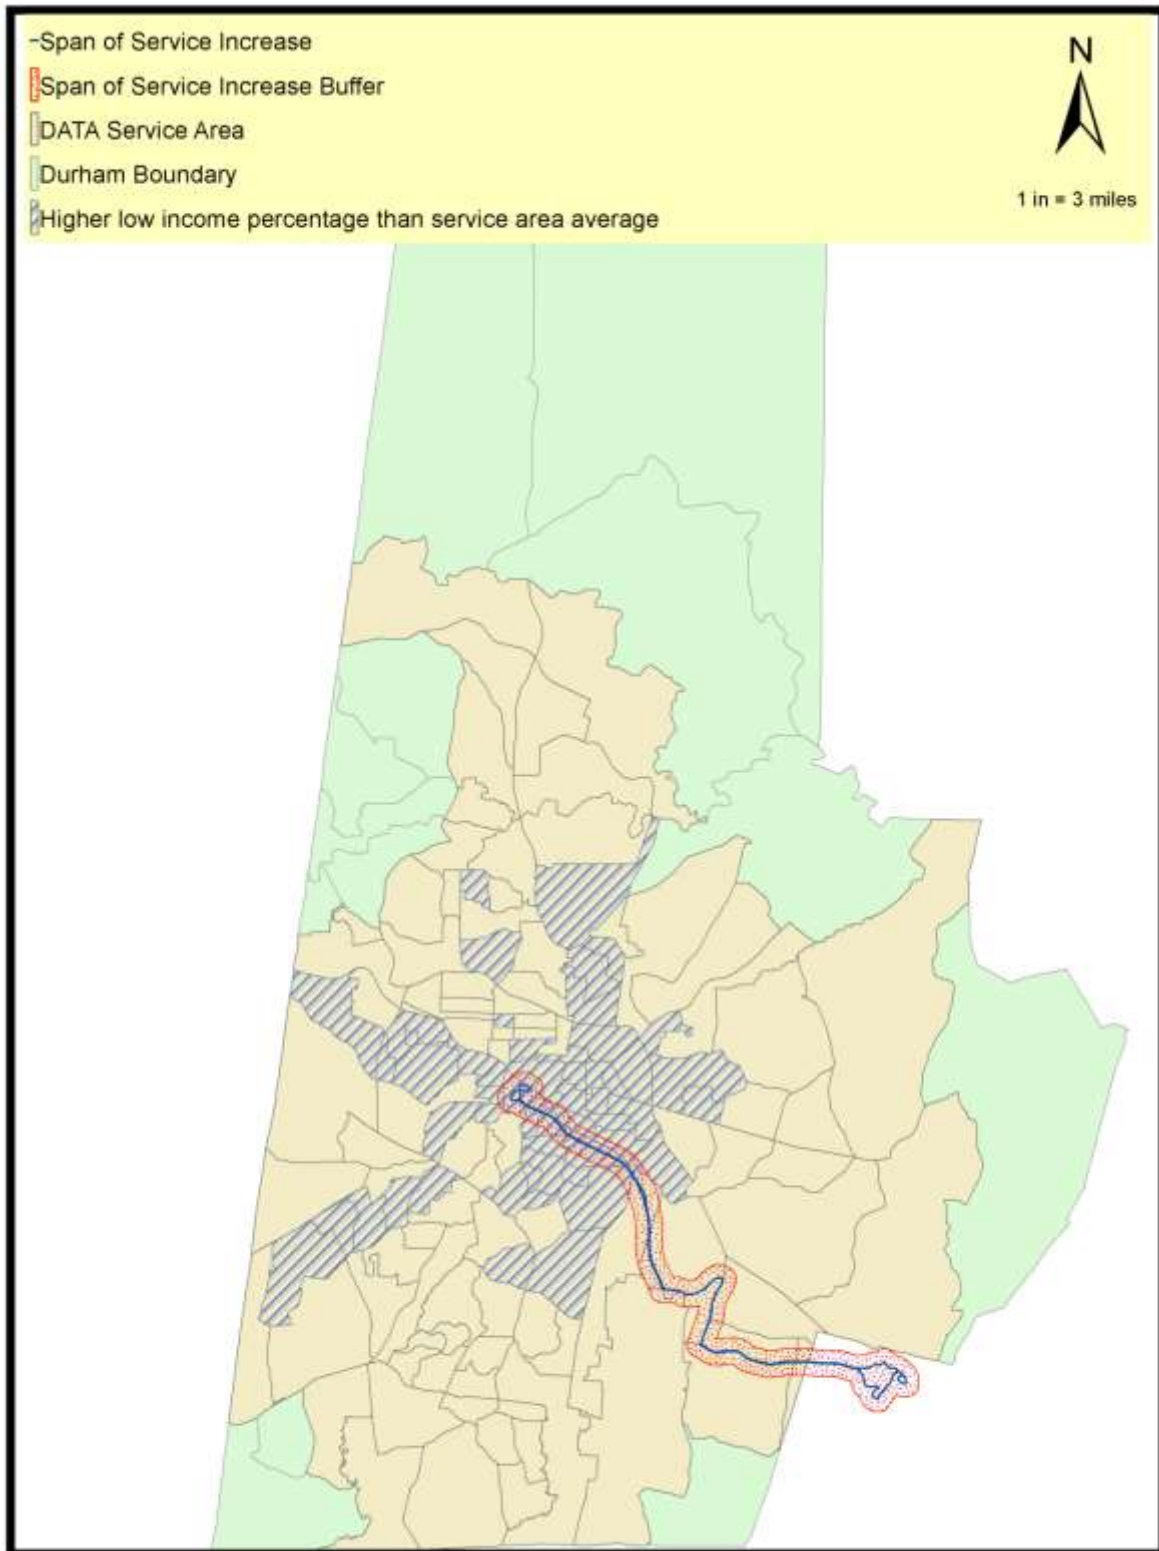 Span of Service Increase
Span of Service Increase Buffer
DATA Service Area
Durham Boundary
Higher low income percentage than service area average
N
1 in = 3 miles